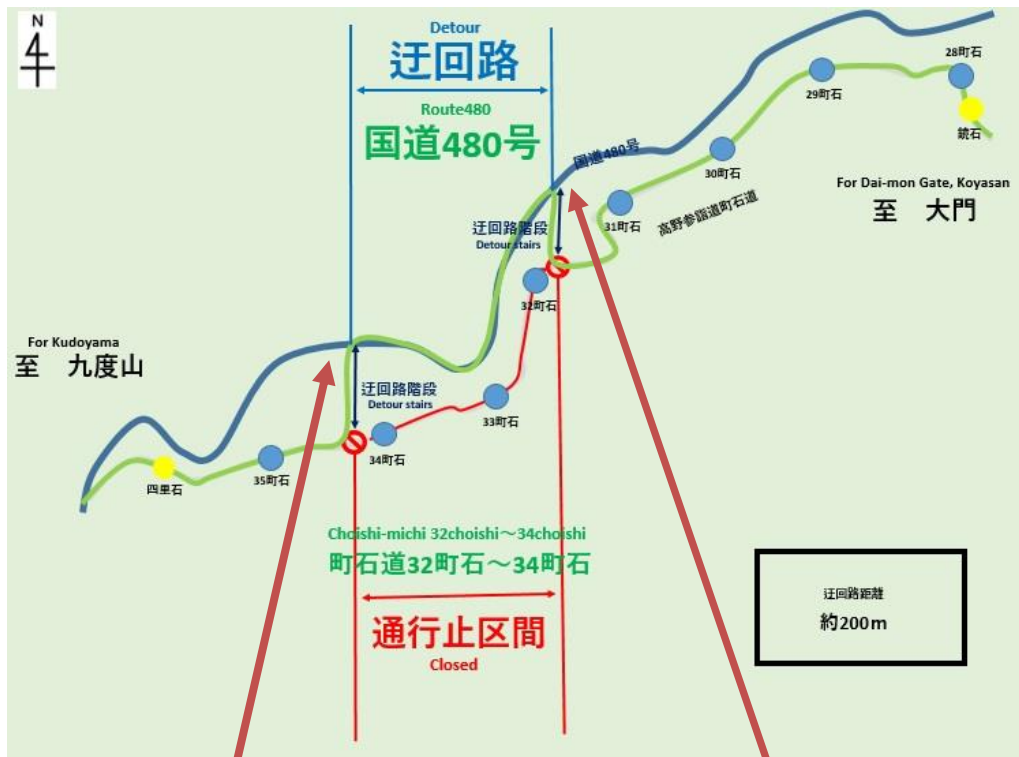 N
Detour
迂回路
Route480
国道480号
28町石
29町石
鏡石
国道480号
30町石
For Dai-mon Gate, Koyasan
至 大門
31町石
高野参詣道町石道
迂回路階段
Detour stairs
32町石
For Kudoyama
至 九度山
迂回路階段
Detour stairs
33町石
34町石
35町石
四里石
Choishi-michi 32choishi～34choishi
町石道32町石～34町石
迂回路距離
約200m
通行止区間
Closed